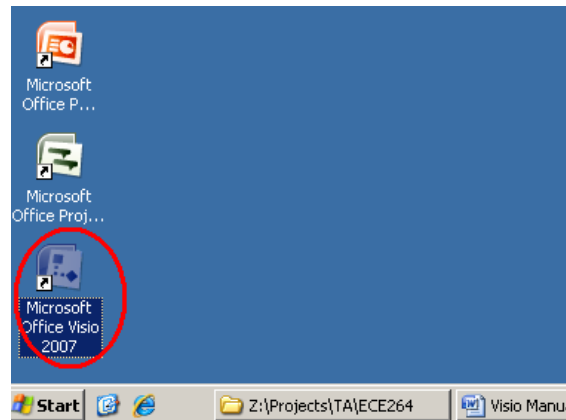 Microsoft
Office P...
Microsoft
Office Proj...
Microsoft
Office Visio
2007
Start
Z:\Projects\TA\ECE264
Visio Manu